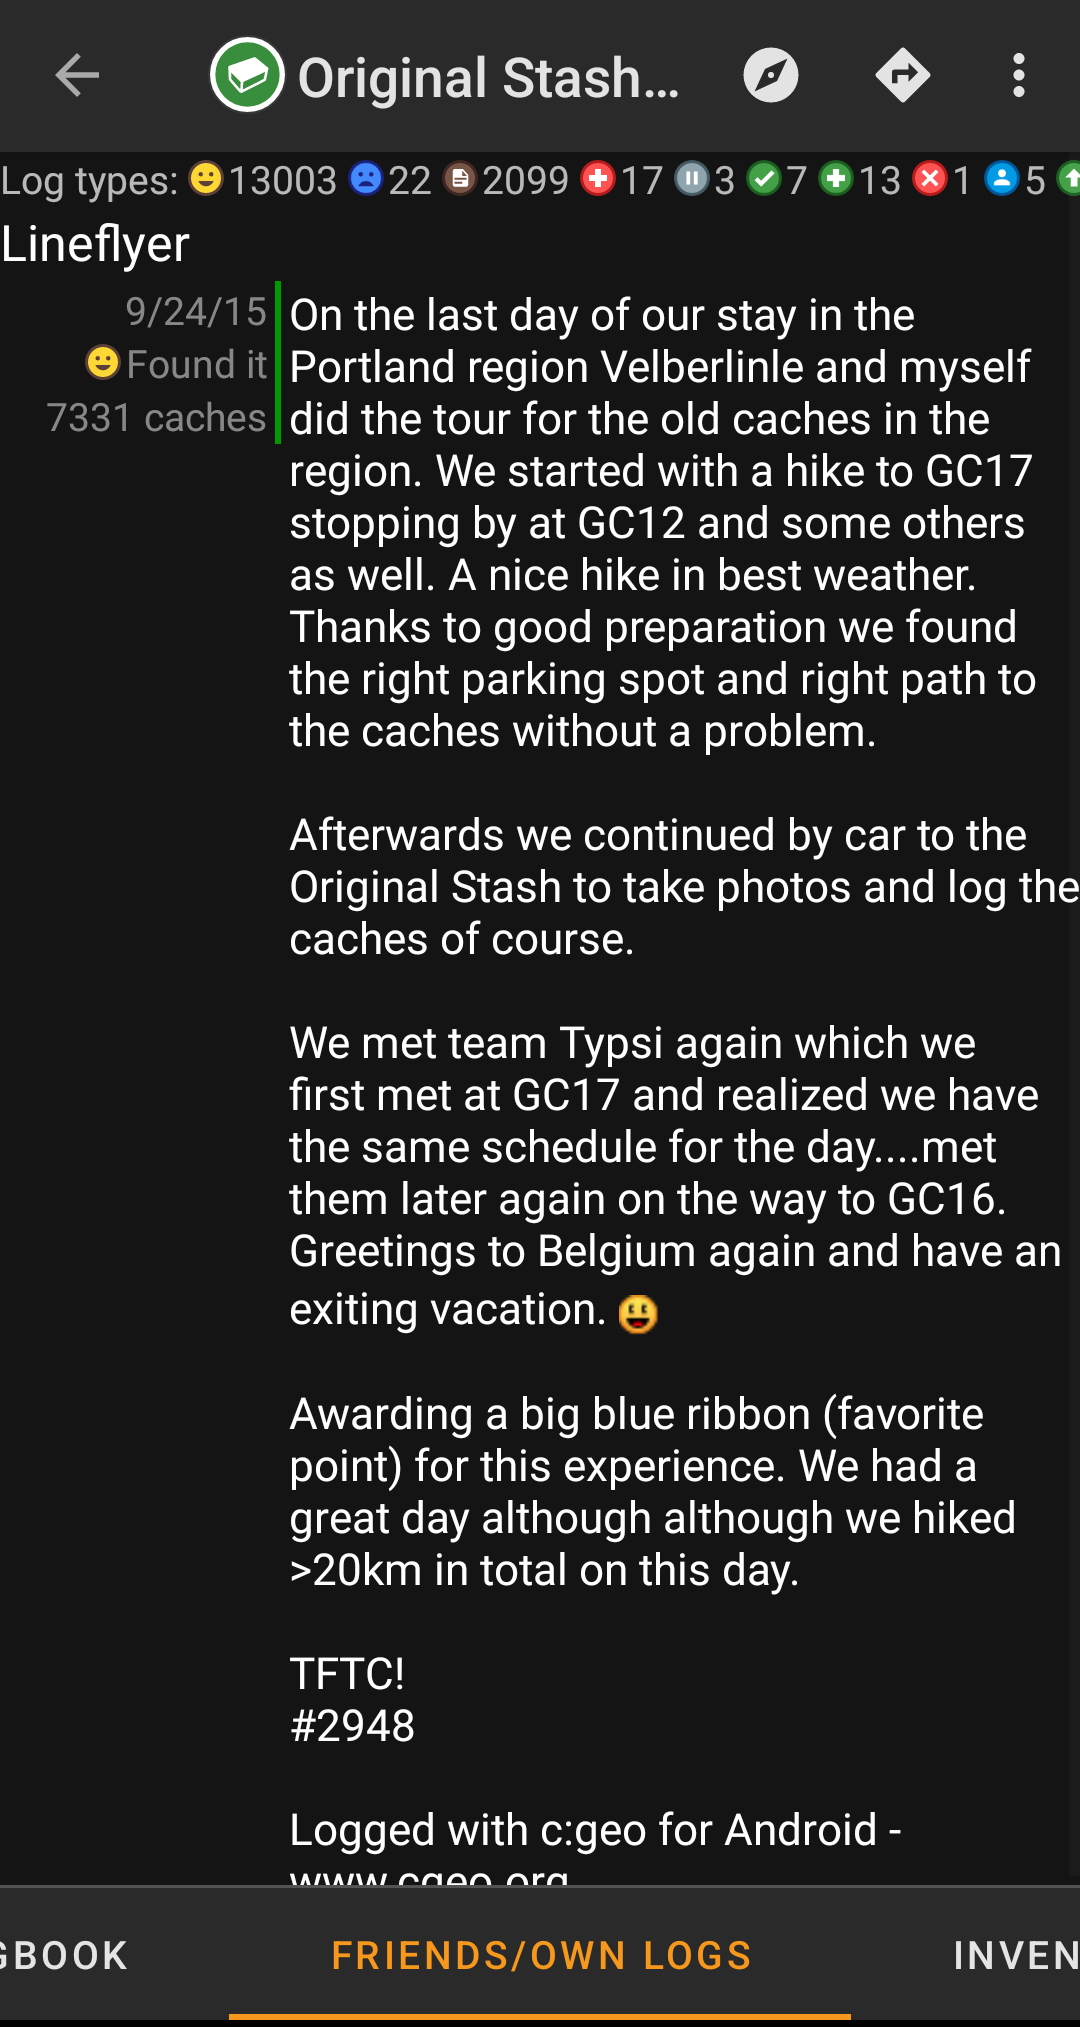 Original Stash...
Log types: 13003 22 2099 17 3 7 13 1 5
Lineflyer
9/24/15
Found it
7331 caches
On the last day of our stay in the
Portland region Velberlinle and myself
did the tour for the old caches in the
region. We started with a hike to GC17
stopping by at GC12 and some others
as well. A nice hike in best weather.
Thanks to good preparation we found
the right parking spot and right path to
the caches without a problem.
Afterwards we continued by car to the
Original Stash to take photos and log the
caches of course.
We met team Typsi again which we
first met at GC17 and realized we have
the same schedule for the day....met
them later again on the way to GC16.
Greetings to Belgium again and have an
exiting vacation.
Awarding a big blue ribbon (favorite
point) for this experience. We had a
great day although although we hiked
>20km in total on this day.
TFTC!
#2948
Logged with c:geo for Android -
www.cgeo.org
GBOOK
FRIENDS/OWN LOGS
INVEN